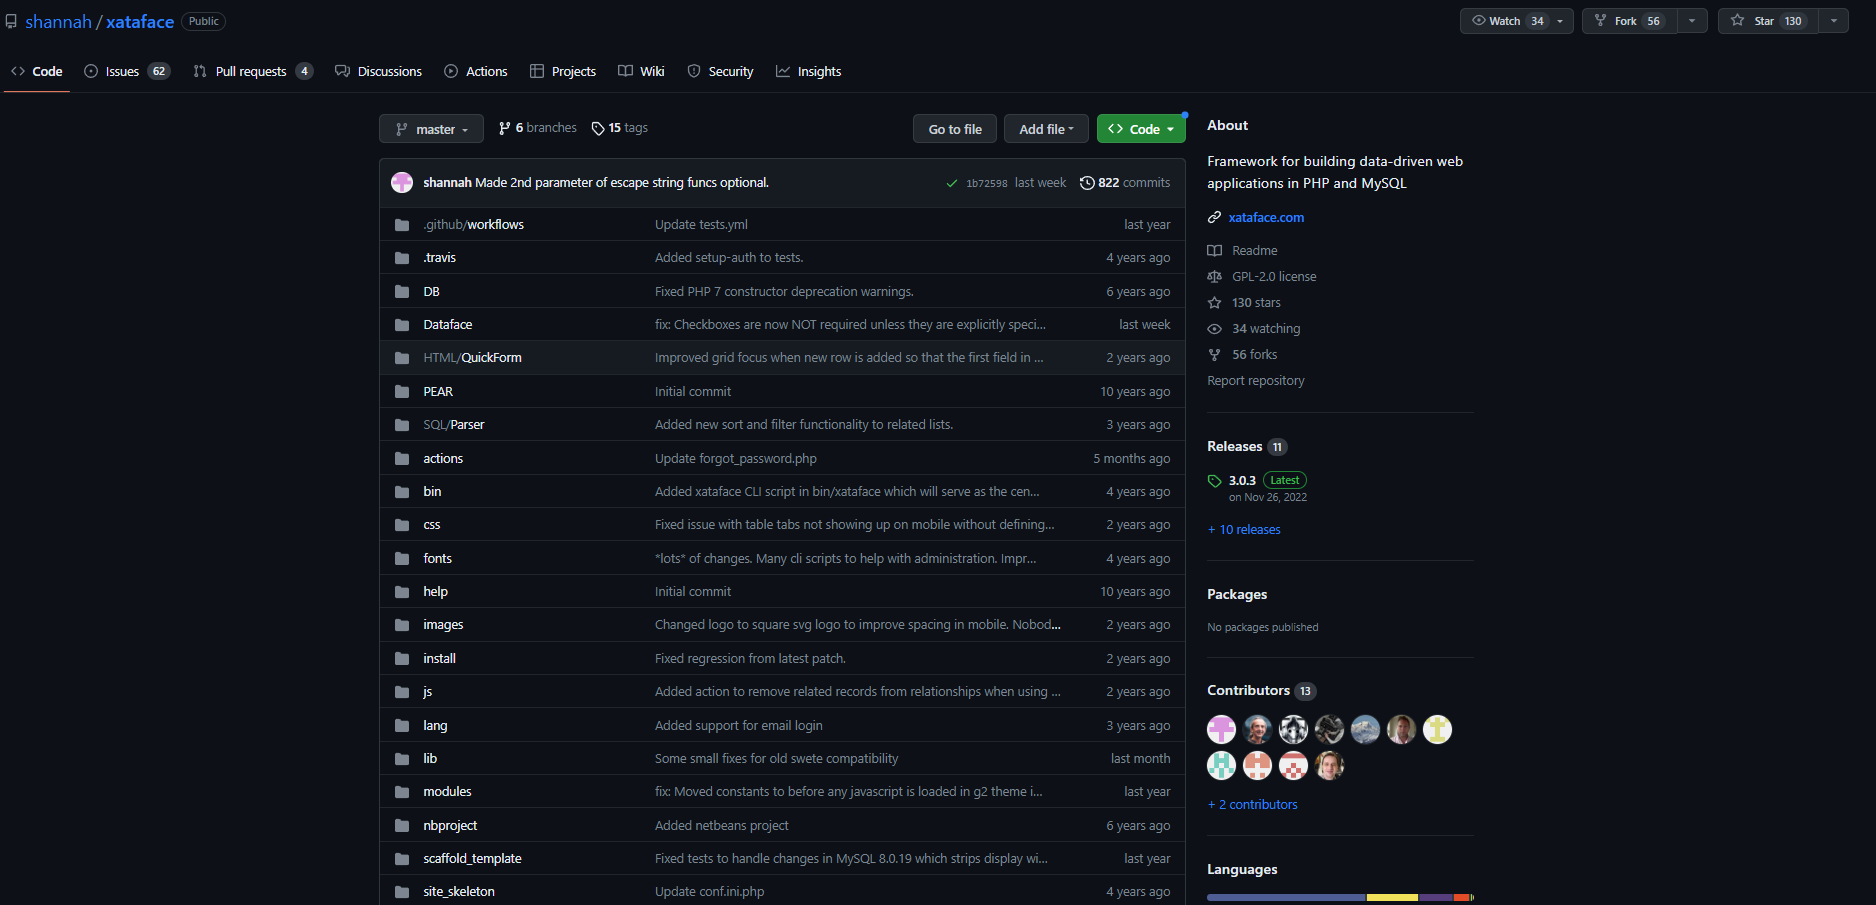 shannah / xataface Public
Watch 34 Fork 56 Star 130
Code Issues 62 Pull requests 4 Discussions Actions Projects Wiki Security Insights
master 6 branches 15 tags Go to file Add file Code
shannah Made 2nd parameter of escape string funcs optional. 1b72598 last week 822 commits
.github/workflows Update tests.yml last year
.travis Added setup-auth to tests. 4 years ago
DB Fixed PHP 7 constructor deprecation warnings. 6 years ago
Dataface fix: Checkboxes are now NOT required unless they are explicitly speci... last week
HTML/QuickForm Improved grid focus when new row is added so that the first field in ... 2 years ago
PEAR Initial commit 10 years ago
SQL/Parser Added new sort and filter functionality to related lists. 3 years ago
actions Update forgot_password.php 5 months ago
bin Added xataface CLI script in bin/xataface which will serve as the cen... 4 years ago
css Fixed issue with table tabs not showing up on mobile without defining... 2 years ago
fonts *lots* of changes. Many cli scripts to help with administration. Impr... 4 years ago
help Initial commit 10 years ago
images Changed logo to square svg logo to improve spacing in mobile. Nobod... 2 years ago
install Fixed regression from latest patch. 2 years ago
js Added action to remove related records from relationships when using ... 2 years ago
lang Added support for email login 3 years ago
lib Some small fixes for old swete compatibility last month
modules fix: Moved constants to before any javascript is loaded in g2 theme i... last year
nbproject Added netbeans project 6 years ago
scaffold_template Fixed tests to handle changes in MySQL 8.0.19 which strips display wi... last year
site_skeleton Update conf.ini.php 4 years ago
About
Framework for building data-driven web
applications in PHP and MySQL
xataface.com
Readme
GPL-2.0 license
130 stars
34 watching
56 forks
Report repository
Releases 11
3.0.3 Latest
on Nov 26, 2022
+ 10 releases
Packages
No packages published
Contributors 13
+ 2 contributors
Languages